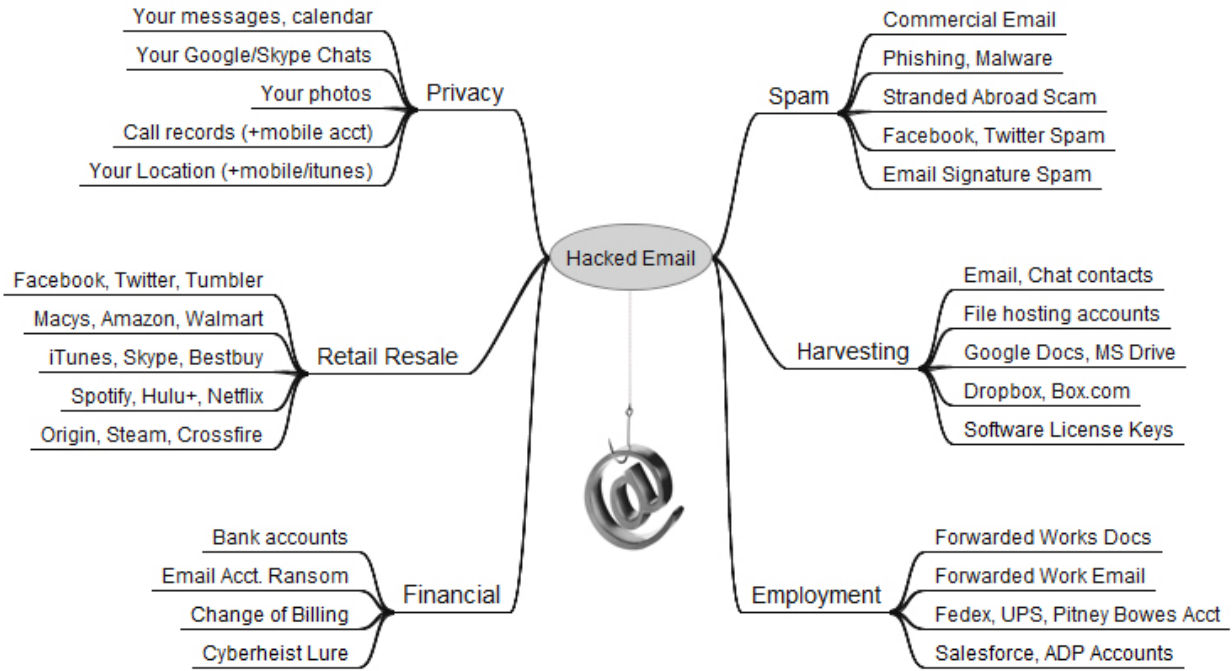 Your messages, calendar
Your Google/Skype Chats
Your photos
Call records (+mobile acct)
Your Location (+mobile/itunes)
Privacy
Commercial Email
Phishing, Malware
Stranded Abroad Scam
Facebook, Twitter Spam
Email Signature Spam
Spam
Hacked Email
Facebook, Twitter, Tumbler
Macys, Amazon, Walmart
iTunes, Skype, Bestbuy
Spotify, Hulu+, Netflix
Origin, Steam, Crossfire
Retail Resale
Email, Chat contacts
File hosting accounts
Google Docs, MS Drive
Dropbox, Box.com
Software License Keys
Harvesting
@
Bank accounts
Email Acct. Ransom
Change of Billing
Cyberheist Lure
Financial
Forwarded Works Docs
Forwarded Work Email
Fedex, UPS, Pitney Bowes Acct
Salesforce, ADP Accounts
Employment